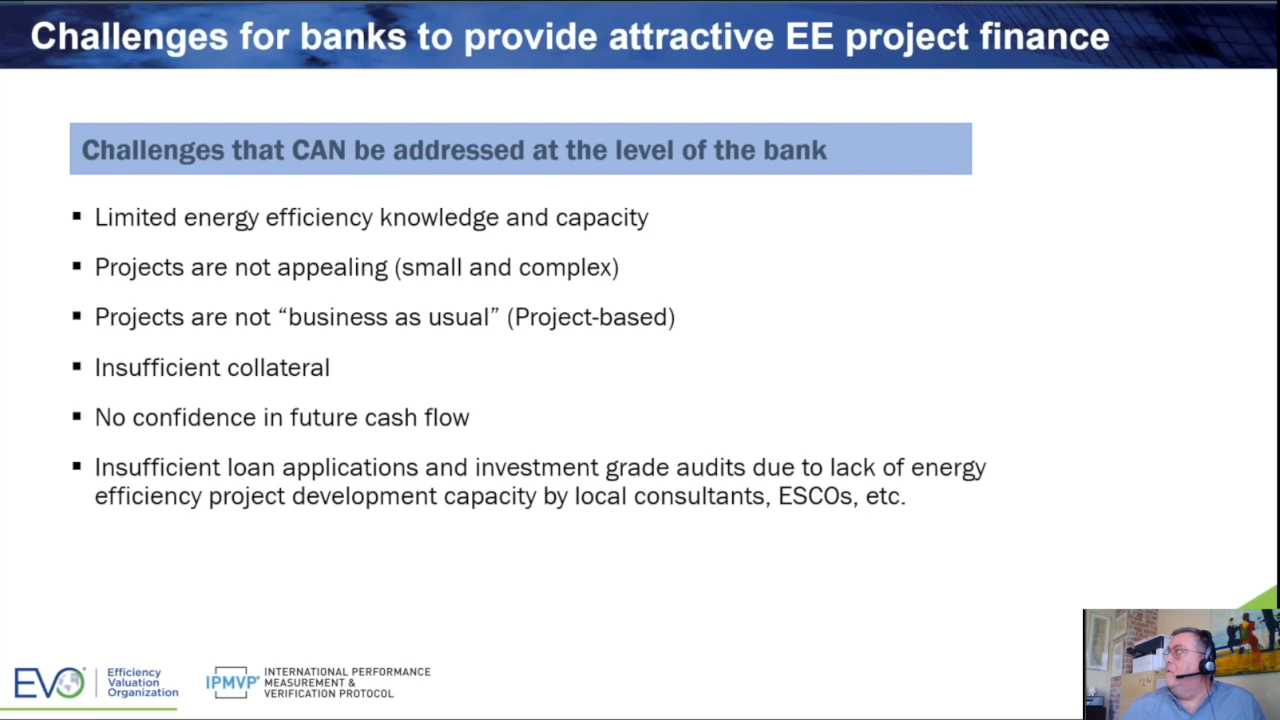 Challenges for banks to provide attractive EE project finance
Challenges that CAN be addressed at the level of the bank
▪ Limited energy efficiency knowledge and capacity
▪ Projects are not appealing (small and complex)
▪ Projects are not “business as usual” (Project-based)
▪ Insufficient collateral
▪ No confidence in future cash flow
▪ Insufficient loan applications and investment grade audits due to lack of energy
efficiency project development capacity by local consultants, ESCOs, etc.
EVO®
Efficiency
Valuation
Organization
IPMVP®
INTERNATIONAL PERFORMANCE
MEASUREMENT &
VERIFICATION PROTOCOL